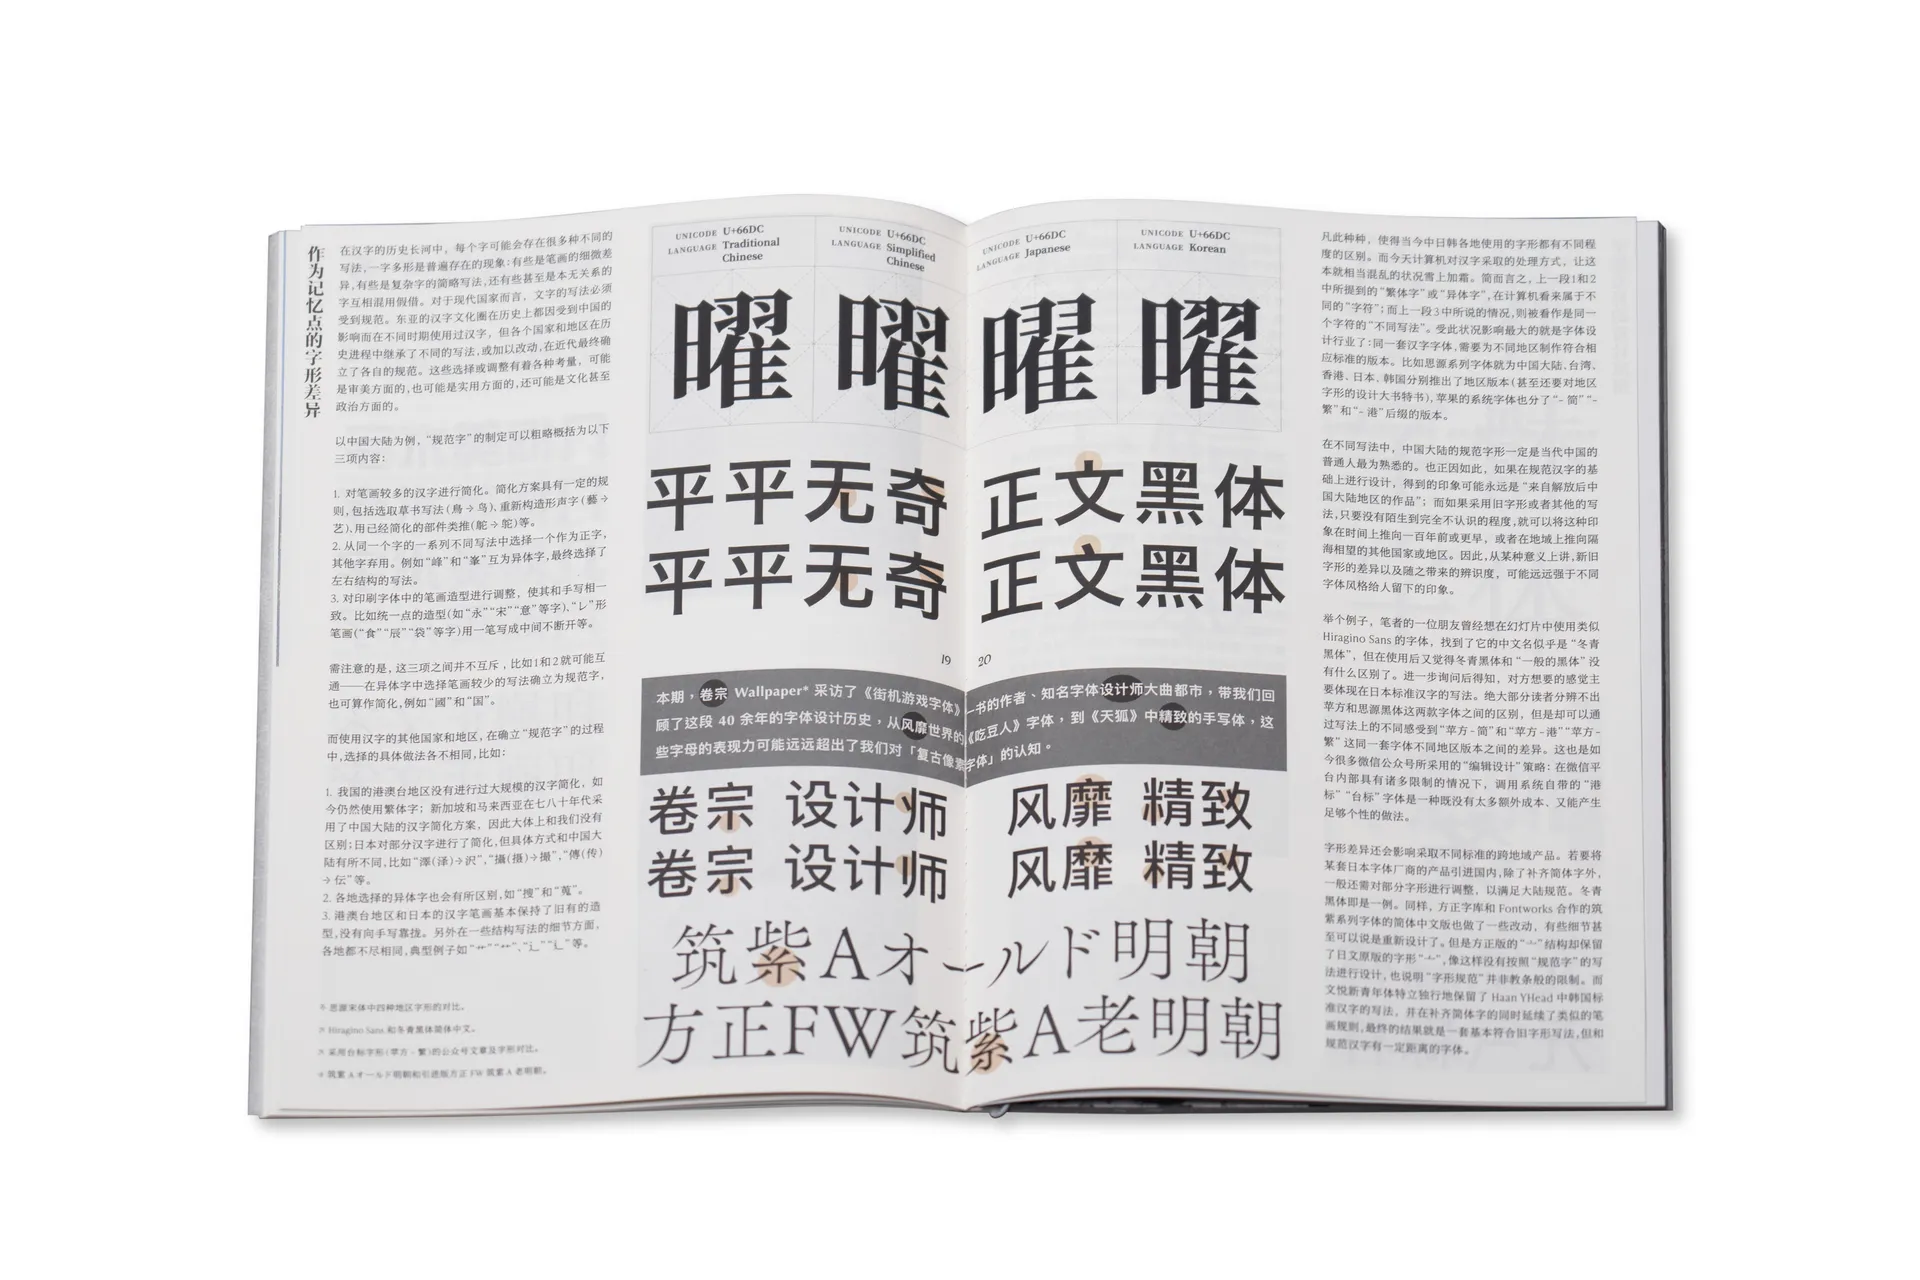 作为记忆点的字形差异
在汉字的历史长河中，每个字可能会存在很多种不同的
写法，一字多形是普遍存在的现象：有些是笔画的细微差
异，有些是复杂字的简略写法，还有些甚至是本无关系的
字互相混用假借。对于现代国家而言，文字的写法必须
受到规范。东亚的汉字文化圈在历史上都因受到中国的
影响而在不同时期使用过汉字，但各个国家和地区在历
史进程中继承了不同的写法，或加以改动，在近代最终确
立了各自的规范。这些选择或调整有着各种考量，可能
是审美方面的，也可能是实用方面的，还可能是文化甚至
政治方面的。
以中国大陆为例，“规范字”的制定可以粗略概括为以下
三项内容：
1. 对笔画较多的汉字进行简化。简化方案具有一定的规
则，包括选取草书写法（鳥→鸟）、重新构造形声字（藝→
艺）、用已经简化的部件类推（鴕→鸵）等。
2. 从同一个字的一系列不同写法中选择一个作为正字，
其他字弃用。例如“峰”和“峯”互为异体字，最终选择了
左右结构的写法。
3. 对印刷字体中的笔画造型进行调整，使其和手写相一
致。比如统一点的造型（如“永”“宋”“意”等字）、“レ”形
笔画（“食”“辰”“袋”等字）用一笔写成中间不断开等。
需注意的是，这三项之间并不互斥，比如1和2就可能互
通——在异体字中选择笔画较少的写法确立为规范字，
也可算作简化，例如“國”和“国”。
而使用汉字的其他国家和地区，在确立“规范字”的过程
中，选择的具体做法各不相同，比如：
1. 我国的港澳台地区没有进行过大规模的汉字简化，如
今仍然使用繁体字；新加坡和马来西亚在七八十年代采
用了中国大陆的汉字简化方案，因此大体上和我们没有
区别；日本对部分汉字进行了简化，但具体方式和中国大
陆有所不同，比如“澤（泽）→沢”，“攝（摄）→撮”，“傳（传）
→伝”等。
2. 各地选择的异体字也会有所区别，如“搜”和“蒐”。
3. 港澳台地区和日本的汉字笔画基本保持了旧有的造
型，没有向手写靠拢。另外在一些结构写法的细节方面，
各地都不尽相同，典型例子如
思源宋体中四种地区字形的对比。
Hiragino Sans 和冬青黑体简体中文。
采用台标字形（苹方 – 繁）的公众号文章及字形对比。
筑紫 A オールド明朝和引进版方正 FW 筑紫 A 老明朝。
UNICODE U+66DC
LANGUAGE Traditional
Chinese
曜
UNICODE U+66DC
LANGUAGE Simplified
Chinese
曜
UNICODE U+66DC
LANGUAGE Japanese
曜
UNICODE U+66DC
LANGUAGE Korean
曜
平平无奇 正文黑体
平平无奇 正文黑体
19 20
本期，卷宗 Wallpaper* 采访了《街机游戏字体》一书的作者、知名字体设计师大曲都市，带我们回
顾了这段 40 余年的字体设计历史，从风靡世界的《吃豆人》字体，到《天狐》中精致的手写体，这
些字母的表现力可能远远超出了我们对「复古像素字体」的认知。
卷宗 设计师 风靡 精致
卷宗 设计师 风靡 精致
筑紫Aオールド明朝
方正FW筑紫A老明朝
凡此种种，使得当今中日韩各地使用的字形都有不同程
度的区别。而今天计算机对汉字采取的处理方式，让这
本就相当混乱的状况雪上加霜。简而言之，上一段1和2
中所提到的“繁体字”或“异体字”，在计算机看来属于不
同的“字符”；而上一段3中所说的情况，则被看作是同一
个字符的“不同写法”。受此状况影响最大的就是字体设
计行业了：同一套汉字字体，需要为不同地区制作符合相
应标准的版本。比如思源系列字体就为中国大陆、台湾、
香港、日本、韩国分别推出了地区版本（甚至还要对地区
字形的设计大书特书），苹果的系统字体也分了“– 简”“–
繁”和“– 港”后缀的版本。
在不同写法中，中国大陆的规范字形一定是当代中国的
普通人最为熟悉的。也正因如此，如果在规范汉字的基
础上进行设计，得到的印象可能永远是“来自解放后中
国大陆地区的作品”；而如果采用旧字形或者其他的写
法，只要没有陌生到完全不认识的程度，就可以将这种印
象在时间上推向一百年前或更早，或者在地域上推向隔
海相望的其他国家或地区。因此，从某种意义上讲，新旧
字形的差异以及随之带来的辨识度，可能远远强于不同
字体风格给人留下的印象。
举个例子，笔者的一位朋友曾经想在幻灯片中使用类似
Hiragino Sans 的字体，找到了它的中文名似乎是“冬青
黑体”，但在使用后又觉得冬青黑体和“一般的黑体”没
有什么区别了。进一步询问后得知，对方想要的感觉主
要体现在日本标准汉字的写法。绝大部分读者分辨不出
苹方和思源黑体这两款字体之间的区别，但是却可以通
过写法上的不同感受到“苹方–简”和“苹方–港”“苹方–
繁”这同一套字体不同地区版本之间的差异。这也是如
今很多微信公众号所采用的“编辑设计”策略：在微信平
台内部具有诸多限制的情况下，调用系统自带的“港
标”“台标”字体是一种既没有太多额外成本、又能产生
足够个性的做法。
字形差异还会影响采取不同标准的跨地域产品。若要将
某套日本字体厂商的产品引进国内，除了补齐简体字外，
一般还需对部分字形进行调整，以满足大陆规范。冬青
黑体即是一例。同样，方正字库和 Fontworks 合作的筑
紫系列字体的简体中文版也做了一些改动，有些细节甚
至可以说是重新设计了。但是方正版的“亠”结构却保留
了日文原版的字形“亠”，像这样没有按照“规范字”的写
法进行设计，也说明“字形规范”并非教条般的限制。而
文悦新青年体特立独行地保留了 Haan YHead 中韩国标
准汉字的写法，并在补齐简体字的同时延续了类似的笔
画规则，最终的结果就是一套基本符合旧字形写法，但和
规范汉字有一定距离的字体。